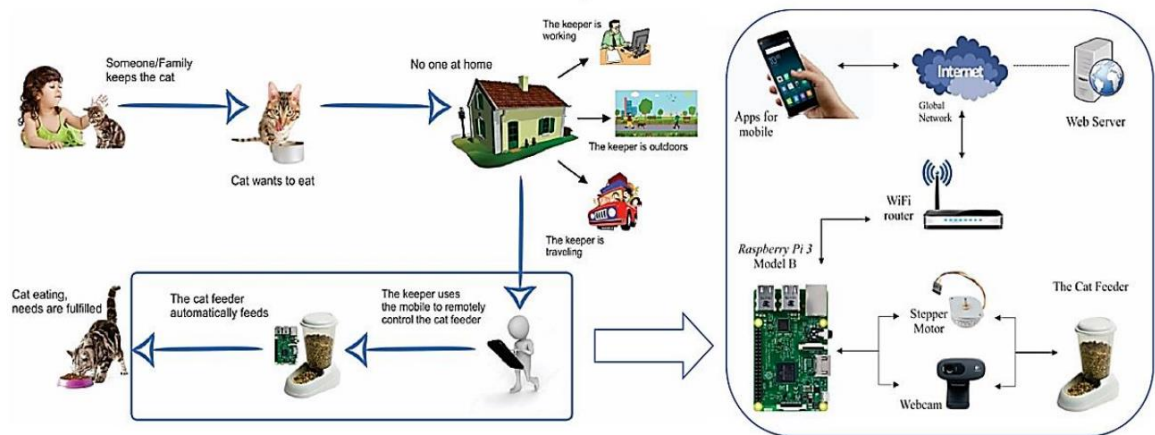 Someone/Family
keeps the cat
Cat wants to eat
No one at home
The keeper is
working
The keeper is outdoors
The keeper is
traveling
Cat eating,
needs are fulfilled
The cat feeder
automatically feeds
The keeper uses
the mobile to remotely
control the cat feeder
Apps for
mobile
Internet
Global
Network
Web Server
WiFi
router
Raspberry Pi 3
Model B
Stepper
Motor
Webcam
The Cat Feeder